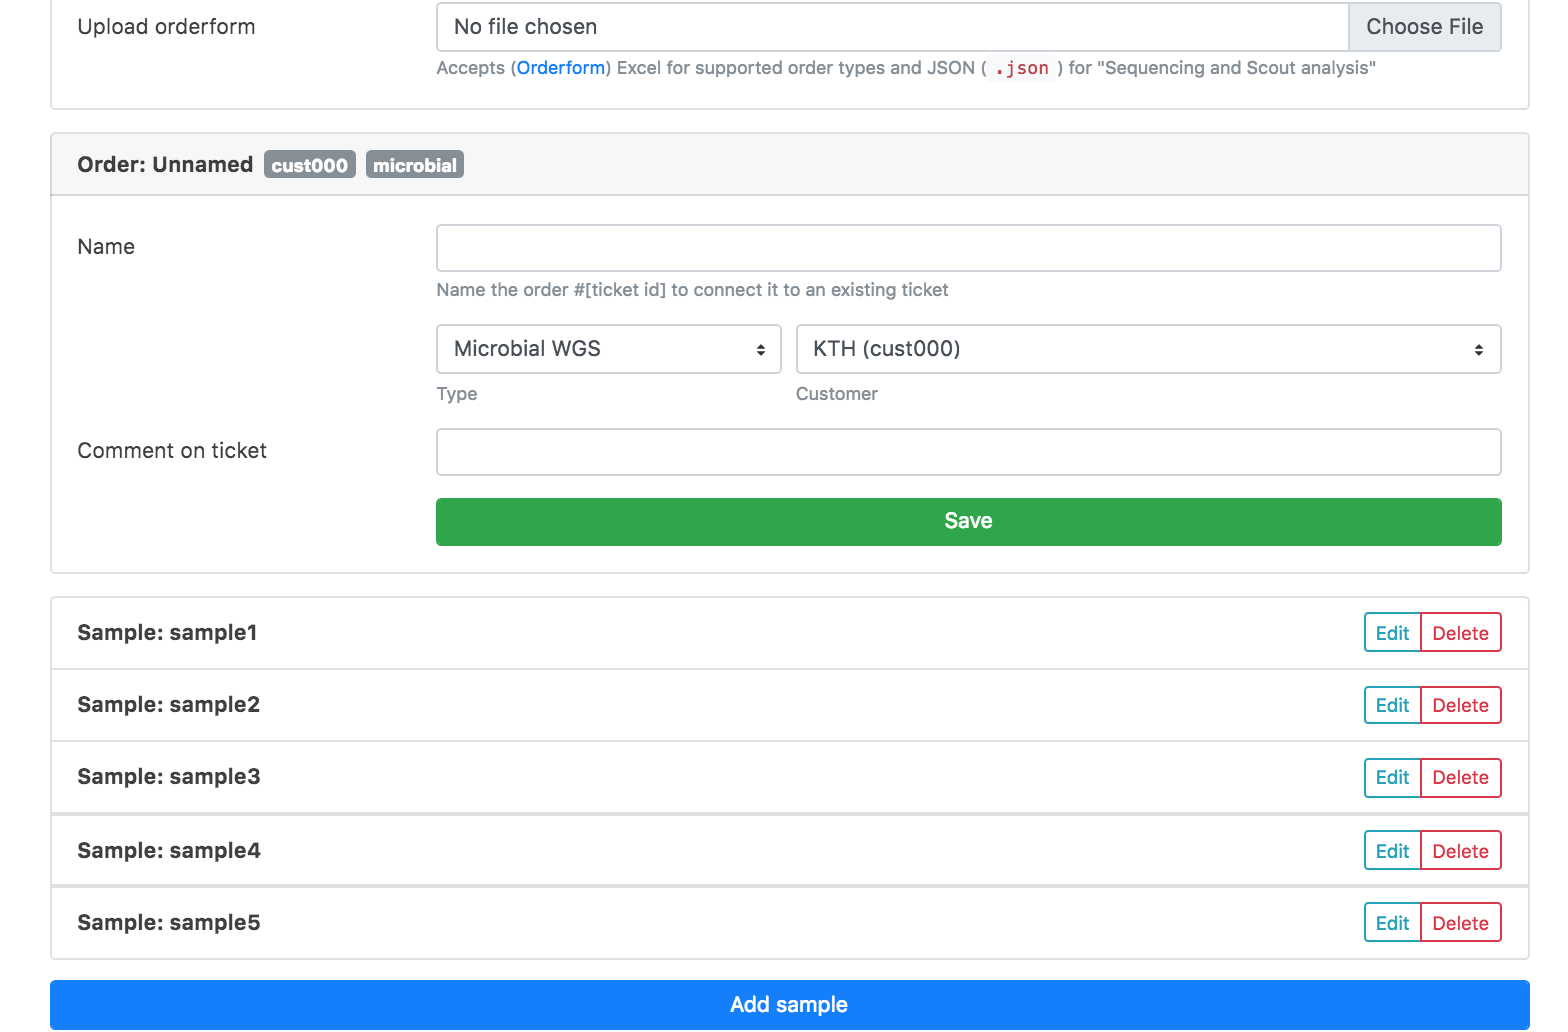 Upload orderform
No file chosen
Choose File
Accepts (Orderform) Excel for supported order types and JSON ( .json ) for "Sequencing and Scout analysis"
Order: Unnamed cust000 microbial
Name
Name the order #[ticket id] to connect it to an existing ticket
Microbial WGS
KTH (cust000)
Type
Customer
Comment on ticket
Save
Sample: sample1
Edit Delete
Sample: sample2
Edit Delete
Sample: sample3
Edit Delete
Sample: sample4
Edit Delete
Sample: sample5
Edit Delete
Add sample